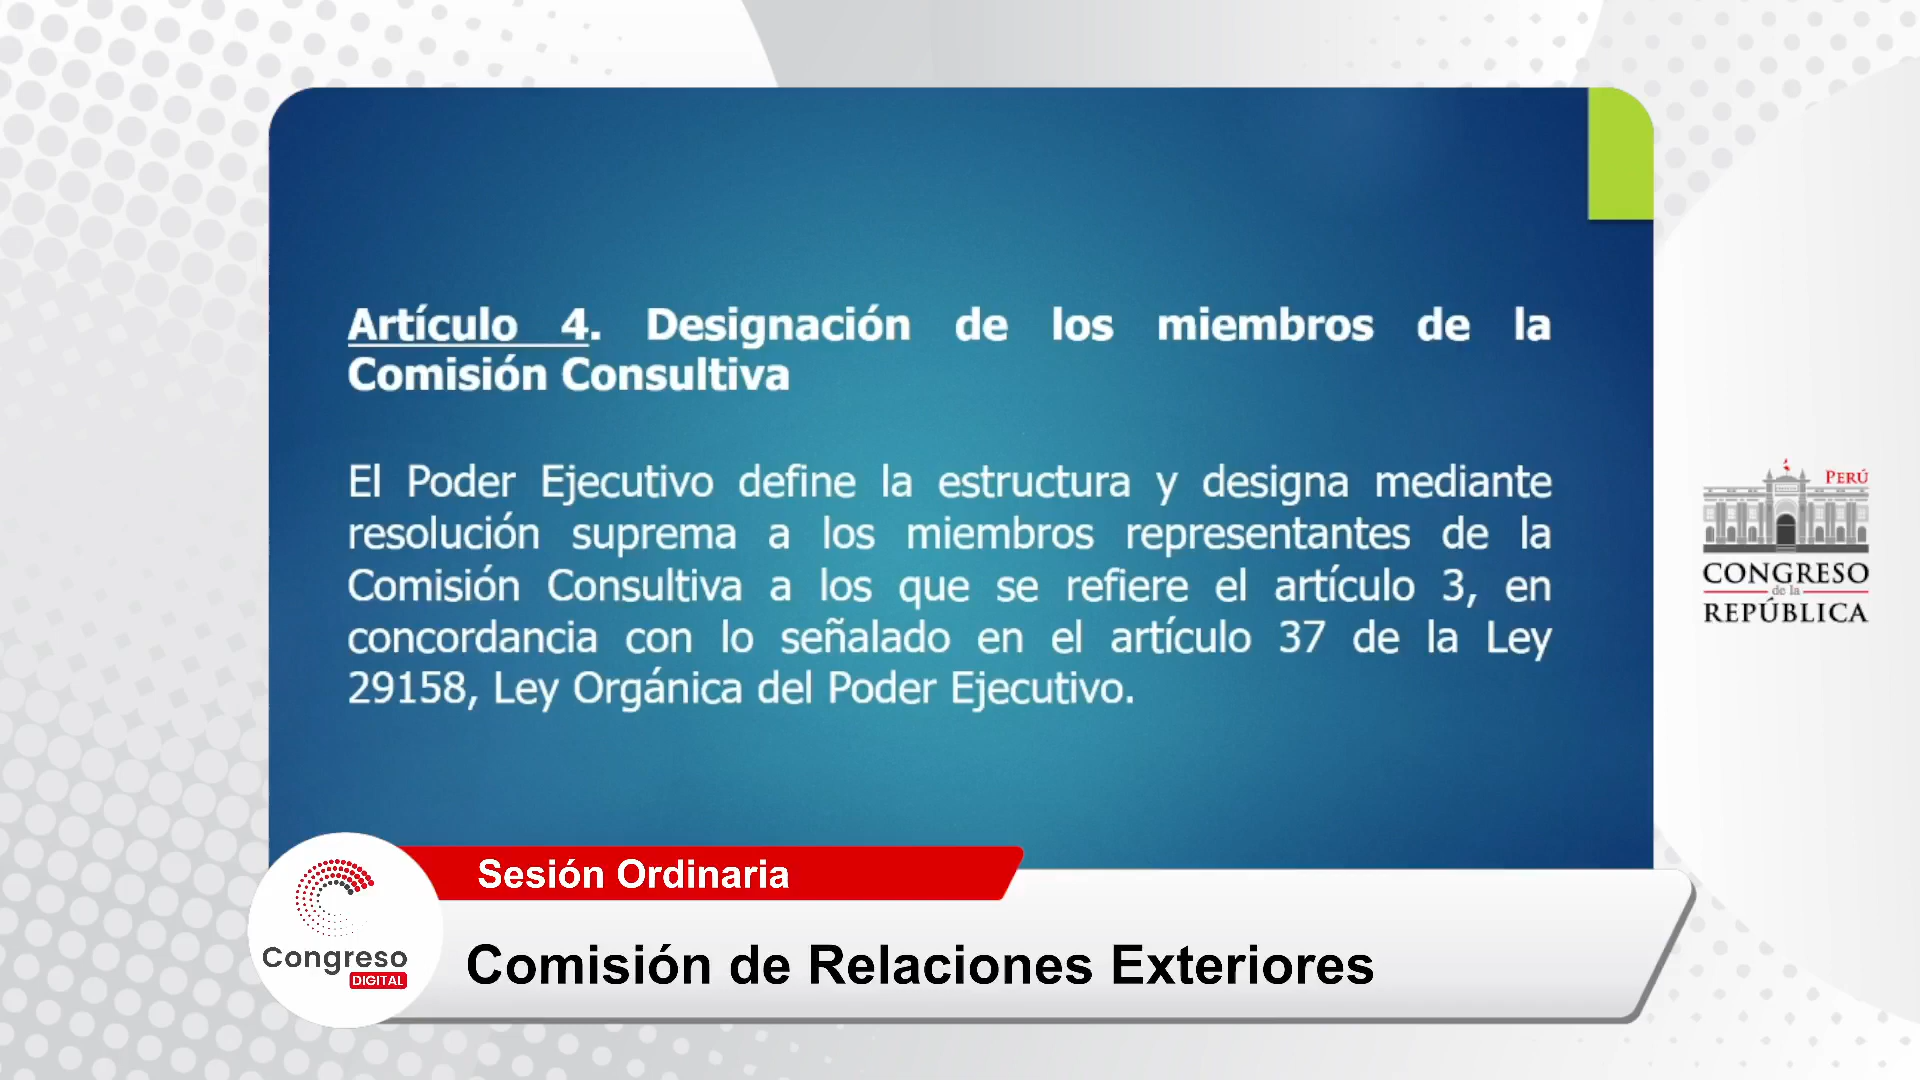 Artículo 4. Designación de los miembros de la
Comisión Consultiva
El Poder Ejecutivo define la estructura y designa mediante
resolución suprema a los miembros representantes de la
Comisión Consultiva a los que se refiere el artículo 3, en
concordancia con lo señalado en el artículo 37 de la Ley
29158, Ley Orgánica del Poder Ejecutivo.
PERÚ
CONGRESO
de la
REPÚBLICA
Sesión Ordinaria
Congreso
DIGITAL
Comisión de Relaciones Exteriores